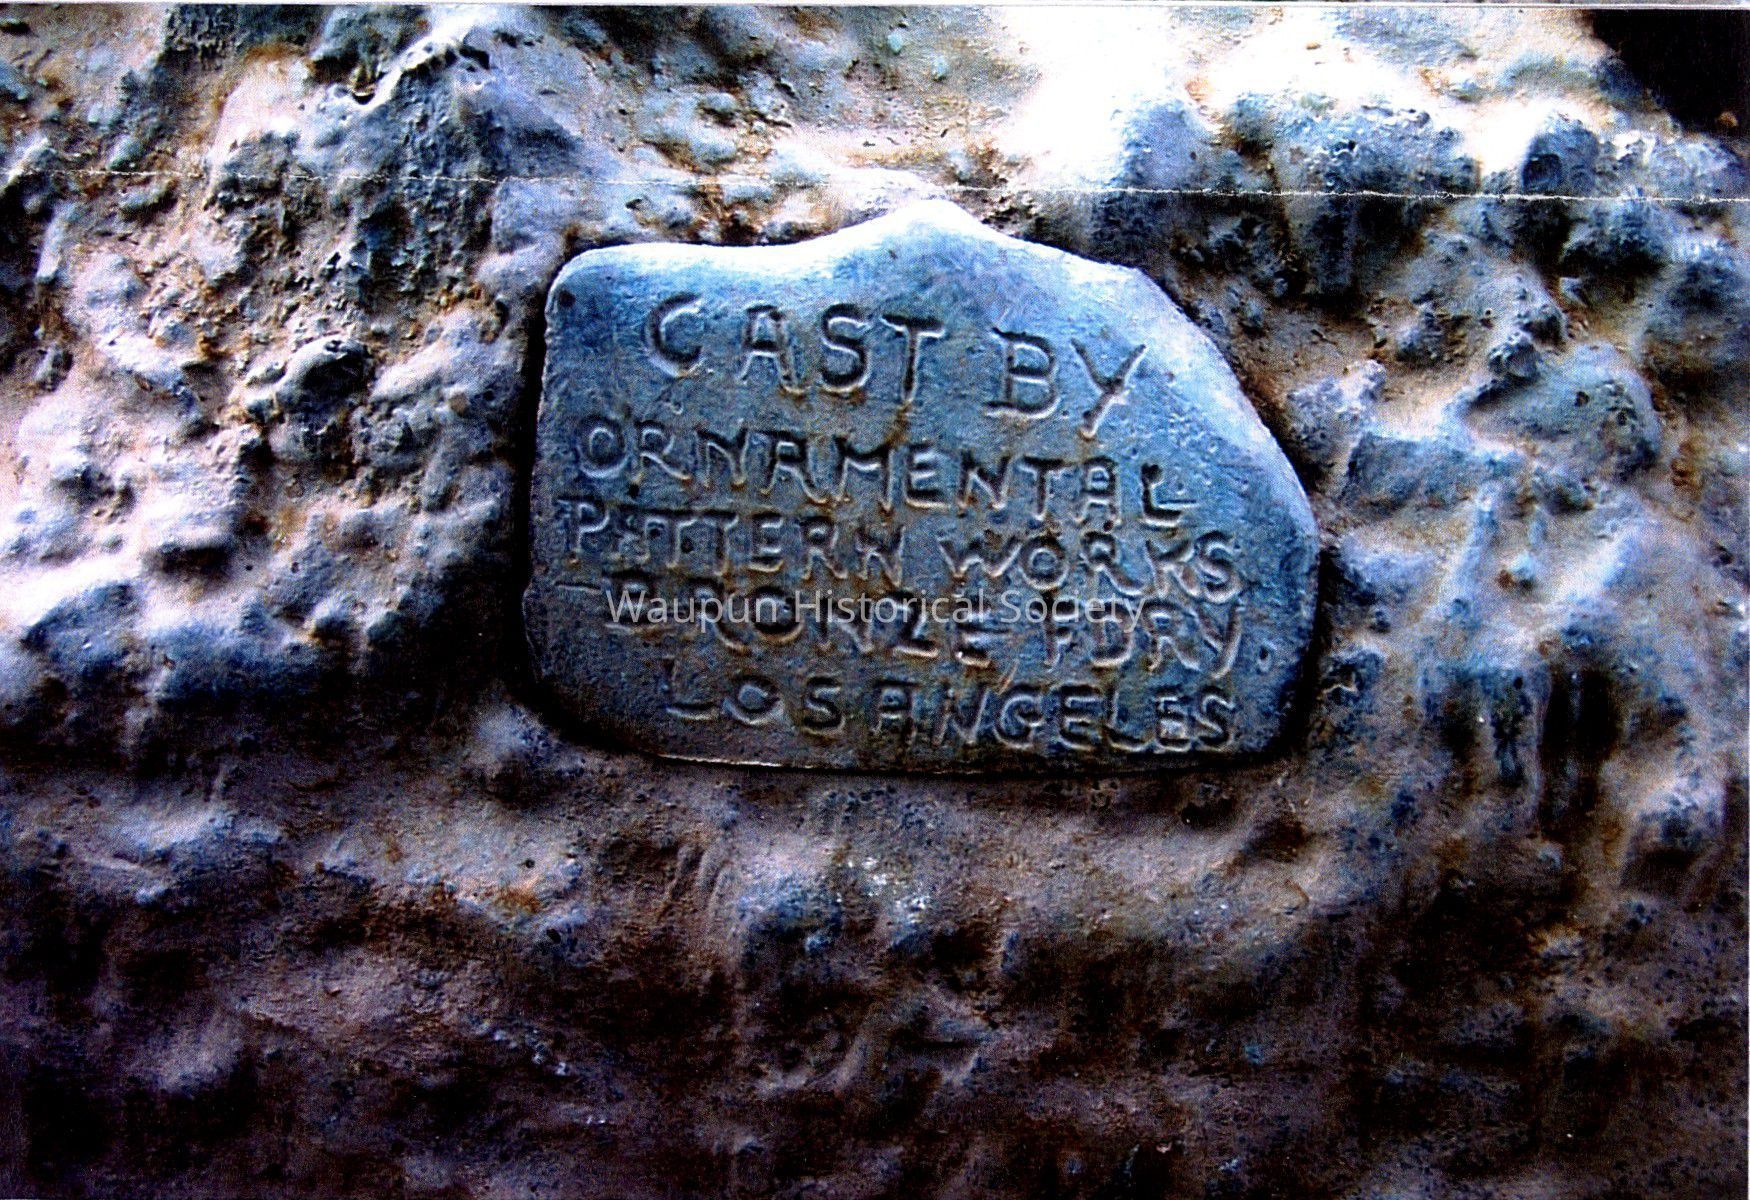 CAST BY
ORNAMENTAL
PATTERN WORKS
-BRONZE FDRY
LOS ANGELES
Waupun Historical Society